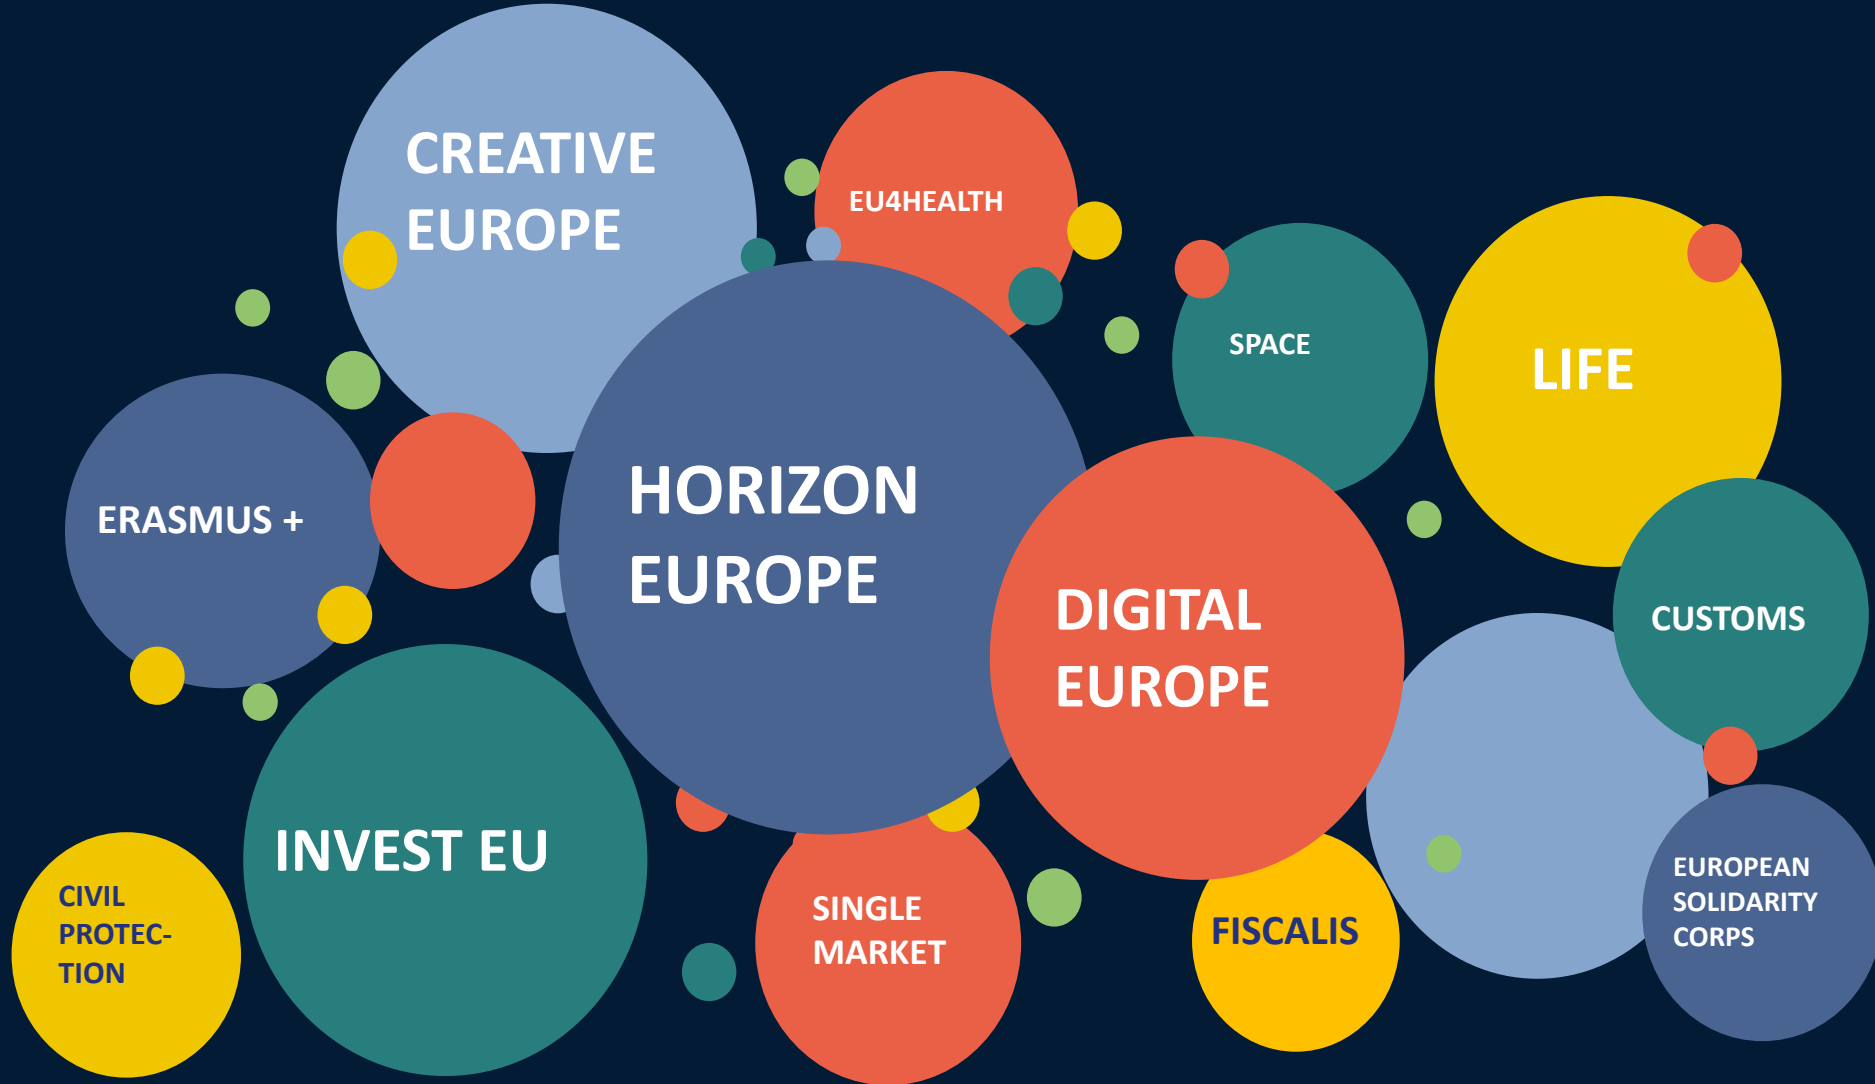 CREATIVE
EUROPE
EU4HEALTH
SPACE
LIFE
ERASMUS +
HORIZON
EUROPE
DIGITAL
EUROPE
CUSTOMS
INVEST EU
CIVIL
PROTEC-
TION
SINGLE
MARKET
FISCALIS
EUROPEAN
SOLIDARITY
CORPS